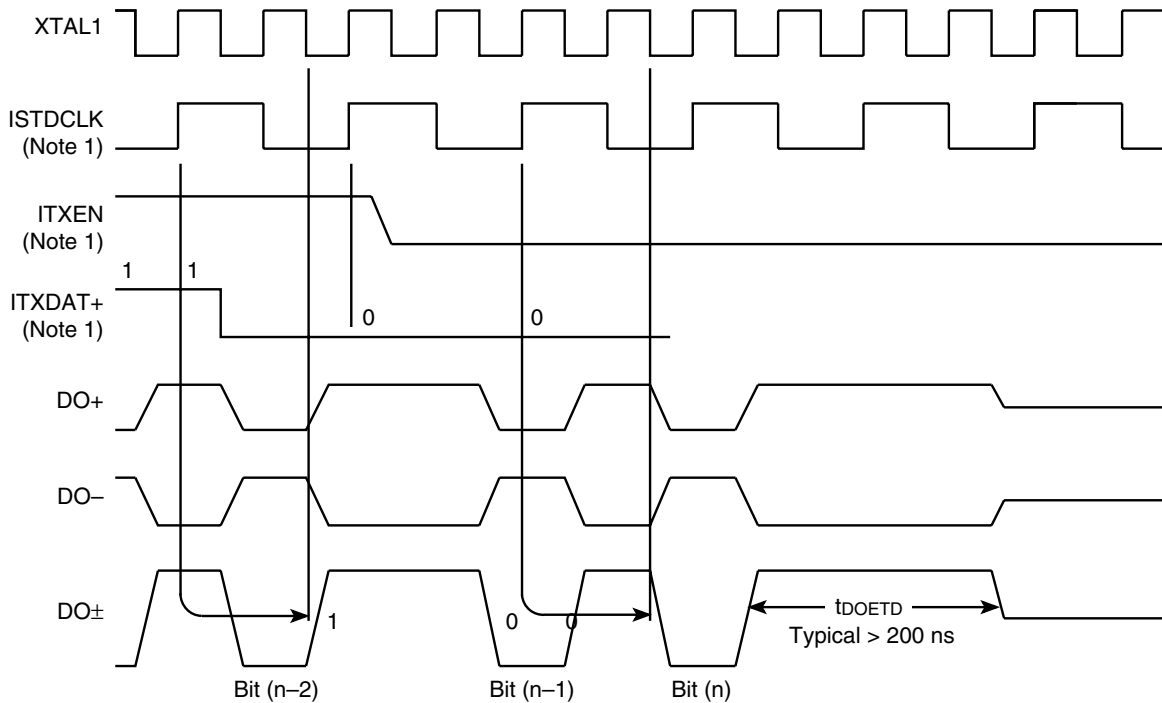 XTAL1
ISTDCLK
(Note 1)
ITXEN
(Note 1)
1 1
ITXDAT+
(Note 1)
0 0
DO+
DO–
DO±
1 0 0
tDOETD
Typical > 200 ns
Bit (n–2) Bit (n–1) Bit (n)